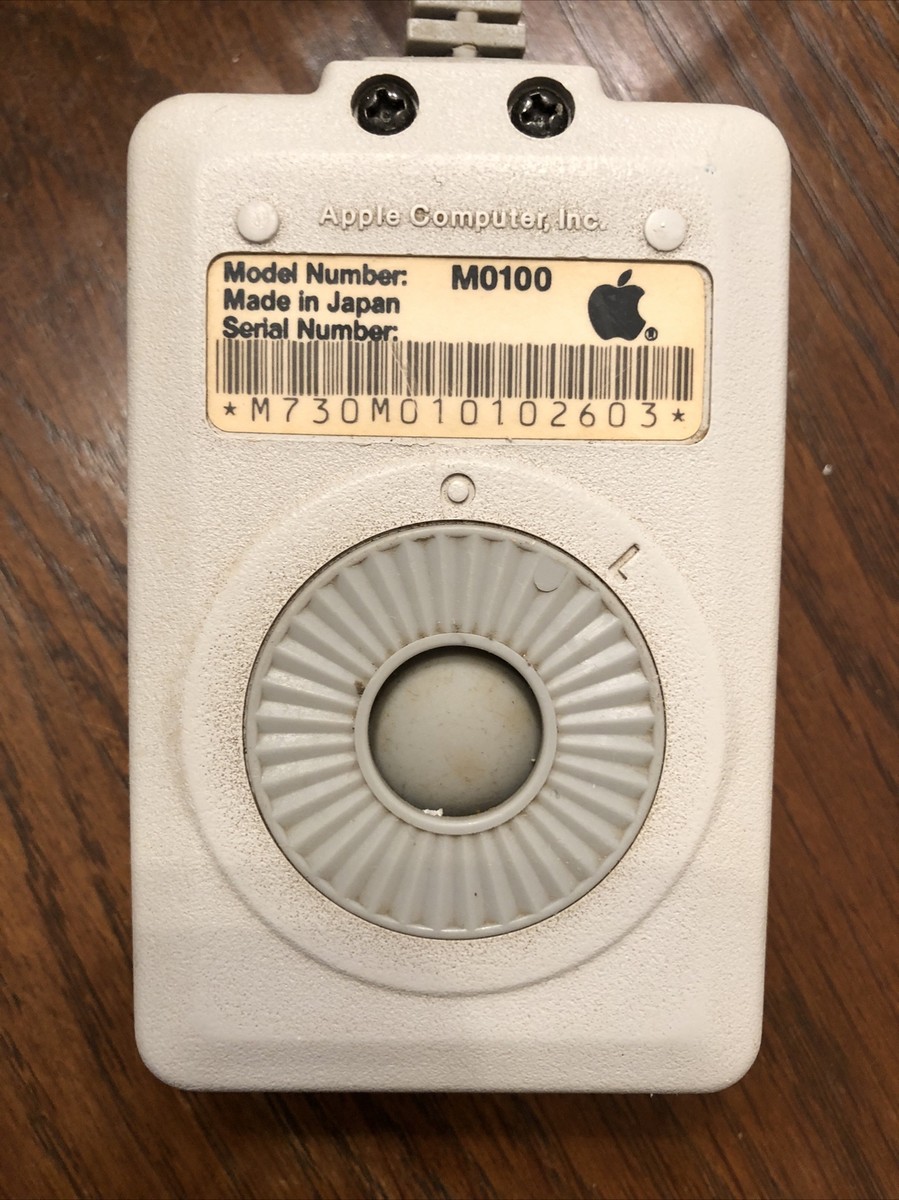 Apple Computer, Inc.
Model Number: M0100
Made in Japan
Serial Number:
*M730M010102603*
O
L